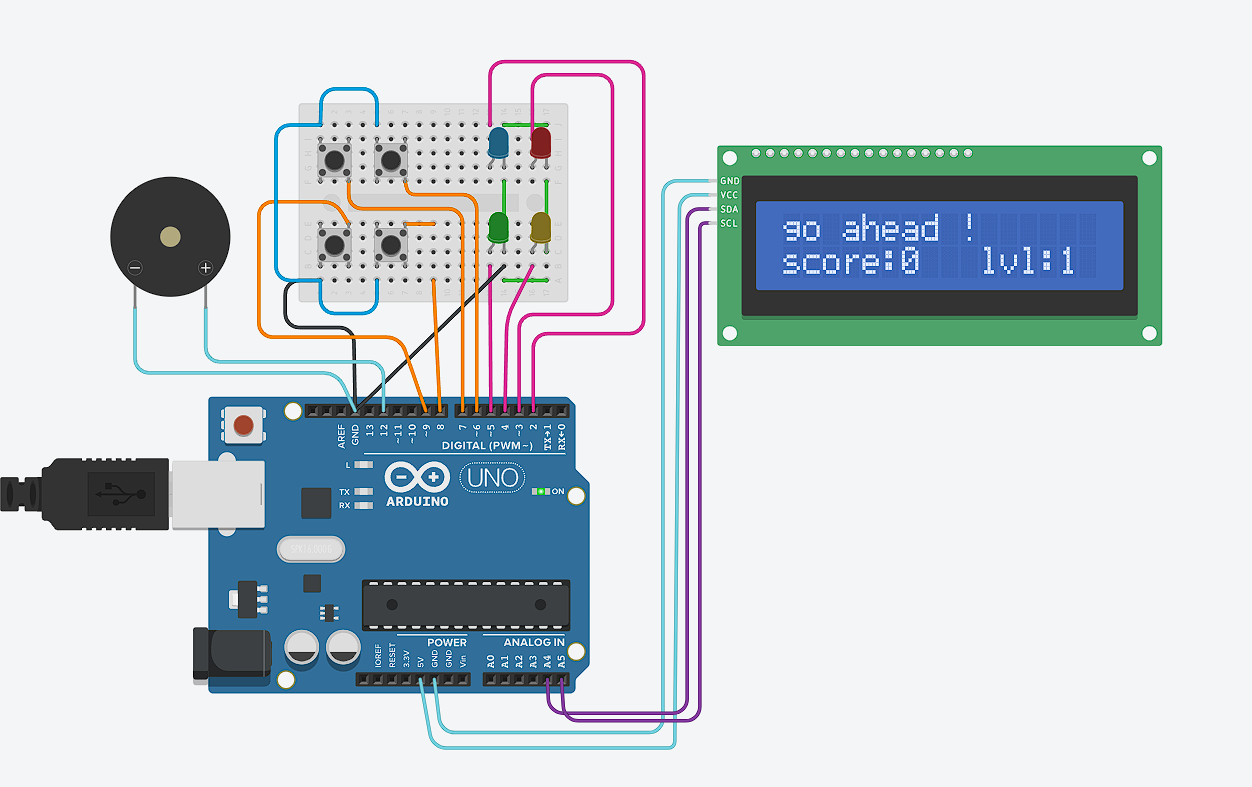 GND
VCC
SDA
SCL
go ahead !
score:0 lvl:1
AREF
GND
13
12
~11
~10
~9
8
7
~6
~5
4
~3
2
TX→1
RX←0
DIGITAL (PWM~)
L
TX
RX
ARDUINO
UNO
ON
POWER
ANALOG IN
IOREF
RESET
3.3V
5V
GND
GND
Vin
A0
A1
A2
A3
A4
A5